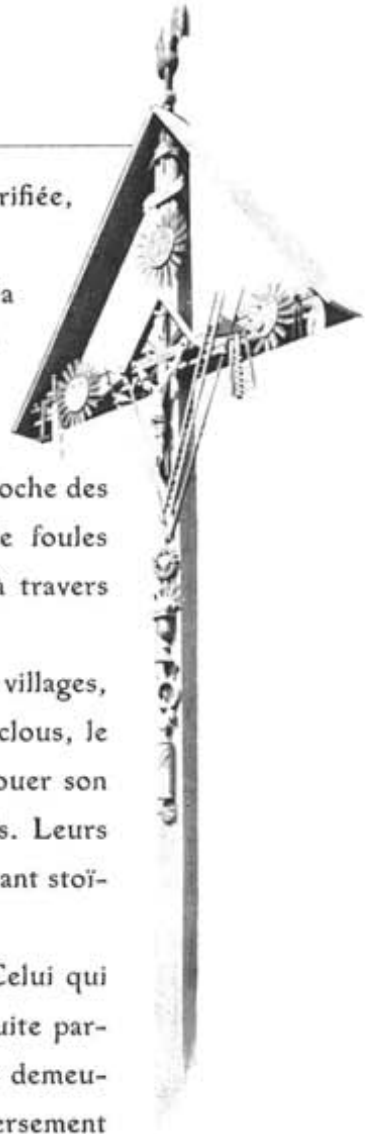 rifiée,
a
oche des
e foules
à travers
villages,
clous, le
ouer son
s. Leurs
ant stoï-
Celui qui
uite par-
demeu-
ersement